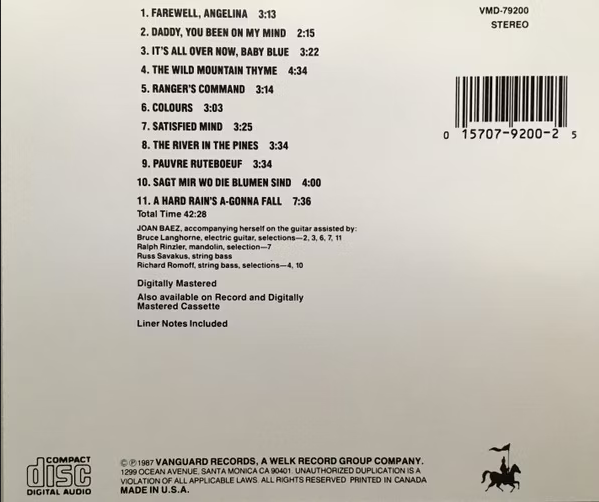 1. FAREWELL, ANGELINA 3:13
2. DADDY, YOU BEEN ON MY MIND 2:15
3. IT'S ALL OVER NOW, BABY BLUE 3:22
4. THE WILD MOUNTAIN THYME 4:34
5. RANGER'S COMMAND 3:14
6. COLOURS 3:03
7. SATISFIED MIND 3:25
8. THE RIVER IN THE PINES 3:34
9. PAUVRE RUTEBOEUF 3:34
10. SAGT MIR WO DIE BLUMEN SIND 4:00
11. A HARD RAIN'S A-GONNA FALL 7:36
Total Time 42:28
JOAN BAEZ, accompanying herself on the guitar assisted by:
Bruce Langhorne, electric guitar, selections—2, 3, 6, 7, 11
Ralph Rinzler, mandolin, selection—7
Russ Savakus, string bass
Richard Romoff, string bass, selections—4, 10
Digitally Mastered
Also available on Record and Digitally
Mastered Cassette
Liner Notes Included
VMD-79200
STEREO
0 15707-9200-2 5
COMPACT
disc
DIGITAL AUDIO
© ℗ 1987 VANGUARD RECORDS, A WELK RECORD GROUP COMPANY.
1299 OCEAN AVENUE, SANTA MONICA CA 90401. UNAUTHORIZED DUPLICATION IS A
VIOLATION OF ALL APPLICABLE LAWS. ALL RIGHTS RESERVED PRINTED IN CANADA
MADE IN U.S.A.